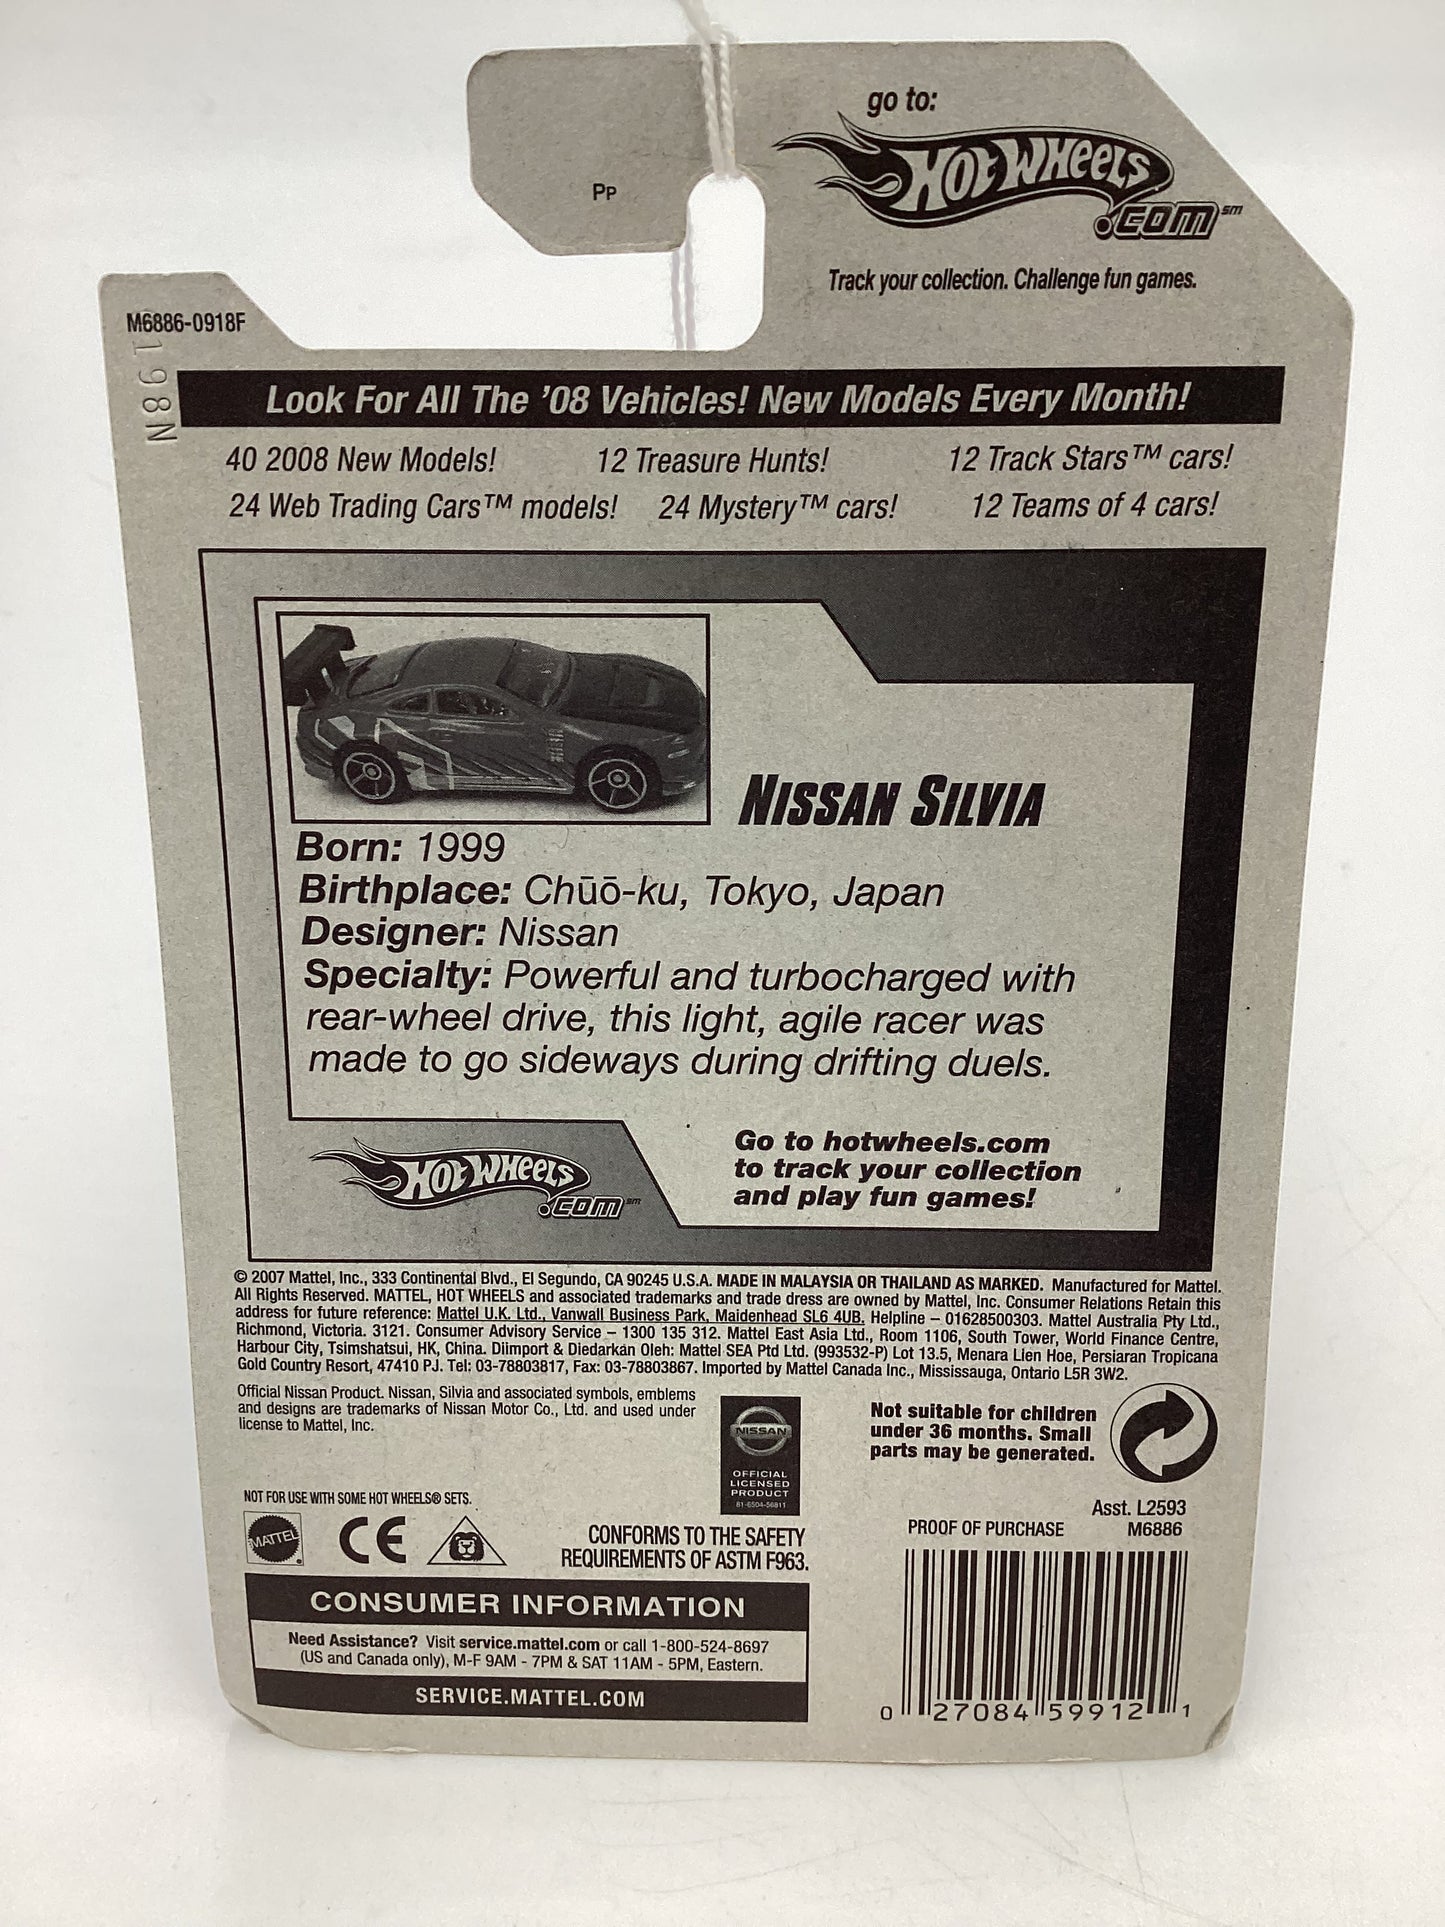 go to:
HOT WHEELS
.COM℠
Pp
Track your collection. Challenge fun games.
M6886-0918F
198N
Look For All The '08 Vehicles! New Models Every Month!
40 2008 New Models! 12 Treasure Hunts! 12 Track Stars™ cars!
24 Web Trading Cars™ models! 24 Mystery™ cars! 12 Teams of 4 cars!
NISSAN SILVIA
Born: 1999
Birthplace: Chūō-ku, Tokyo, Japan
Designer: Nissan
Specialty: Powerful and turbocharged with
rear-wheel drive, this light, agile racer was
made to go sideways during drifting duels.
HOT WHEELS
.COM℠
Go to hotwheels.com
to track your collection
and play fun games!
© 2007 Mattel, Inc., 333 Continental Blvd., El Segundo, CA 90245 U.S.A. MADE IN MALAYSIA OR THAILAND AS MARKED. Manufactured for Mattel.
All Rights Reserved. MATTEL, HOT WHEELS and associated trademarks and trade dress are owned by Mattel, Inc. Consumer Relations Retain this
address for future reference: Mattel U.K. Ltd., Vanwall Business Park, Maidenhead SL6 4UB. Helpline – 01628500303. Mattel Australia Pty Ltd.,
Richmond, Victoria. 3121. Consumer Advisory Service – 1300 135 312. Mattel East Asia Ltd., Room 1106, South Tower, World Finance Centre,
Harbour City, Tsimshatsui, HK, China. Diimport & Diedarkan Oleh: Mattel SEA Ptd Ltd. (993532-P) Lot 13.5, Menara Lien Hoe, Persiaran Tropicana
Gold Country Resort, 47410 PJ. Tel: 03-78803817, Fax: 03-78803867. Imported by Mattel Canada Inc., Mississauga, Ontario L5R 3W2.
Official Nissan Product. Nissan, Silvia and associated symbols, emblems
and designs are trademarks of Nissan Motor Co., Ltd. and used under
license to Mattel, Inc.
NISSAN
OFFICIAL
LICENSED
PRODUCT
81-6504-56811
Not suitable for children
under 36 months. Small
parts may be generated.
NOT FOR USE WITH SOME HOT WHEELS® SETS.
MATTEL
CE
CONFORMS TO THE SAFETY
REQUIREMENTS OF ASTM F963.
Asst. L2593
PROOF OF PURCHASE M6886
CONSUMER INFORMATION
Need Assistance? Visit service.mattel.com or call 1-800-524-8697
(US and Canada only), M-F 9AM - 7PM & SAT 11AM - 5PM, Eastern.
SERVICE.MATTEL.COM
0 27084 59912 1